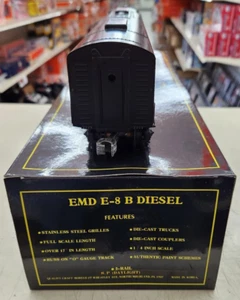 EMD E-8 B DIESEL
FEATURES
• STAINLESS STEEL GRILLES
• FULL SCALE LENGTH
• OVER 17" IN LENGTH
• RUNS ON "O" GAUGE TRACK
• DIE-CAST TRUCKS
• DIE-CAST COUPLERS
• 1/4 INCH SCALE
• AUTHENTIC PAINT SCHEMES
S.P. (DAYLIGHT)